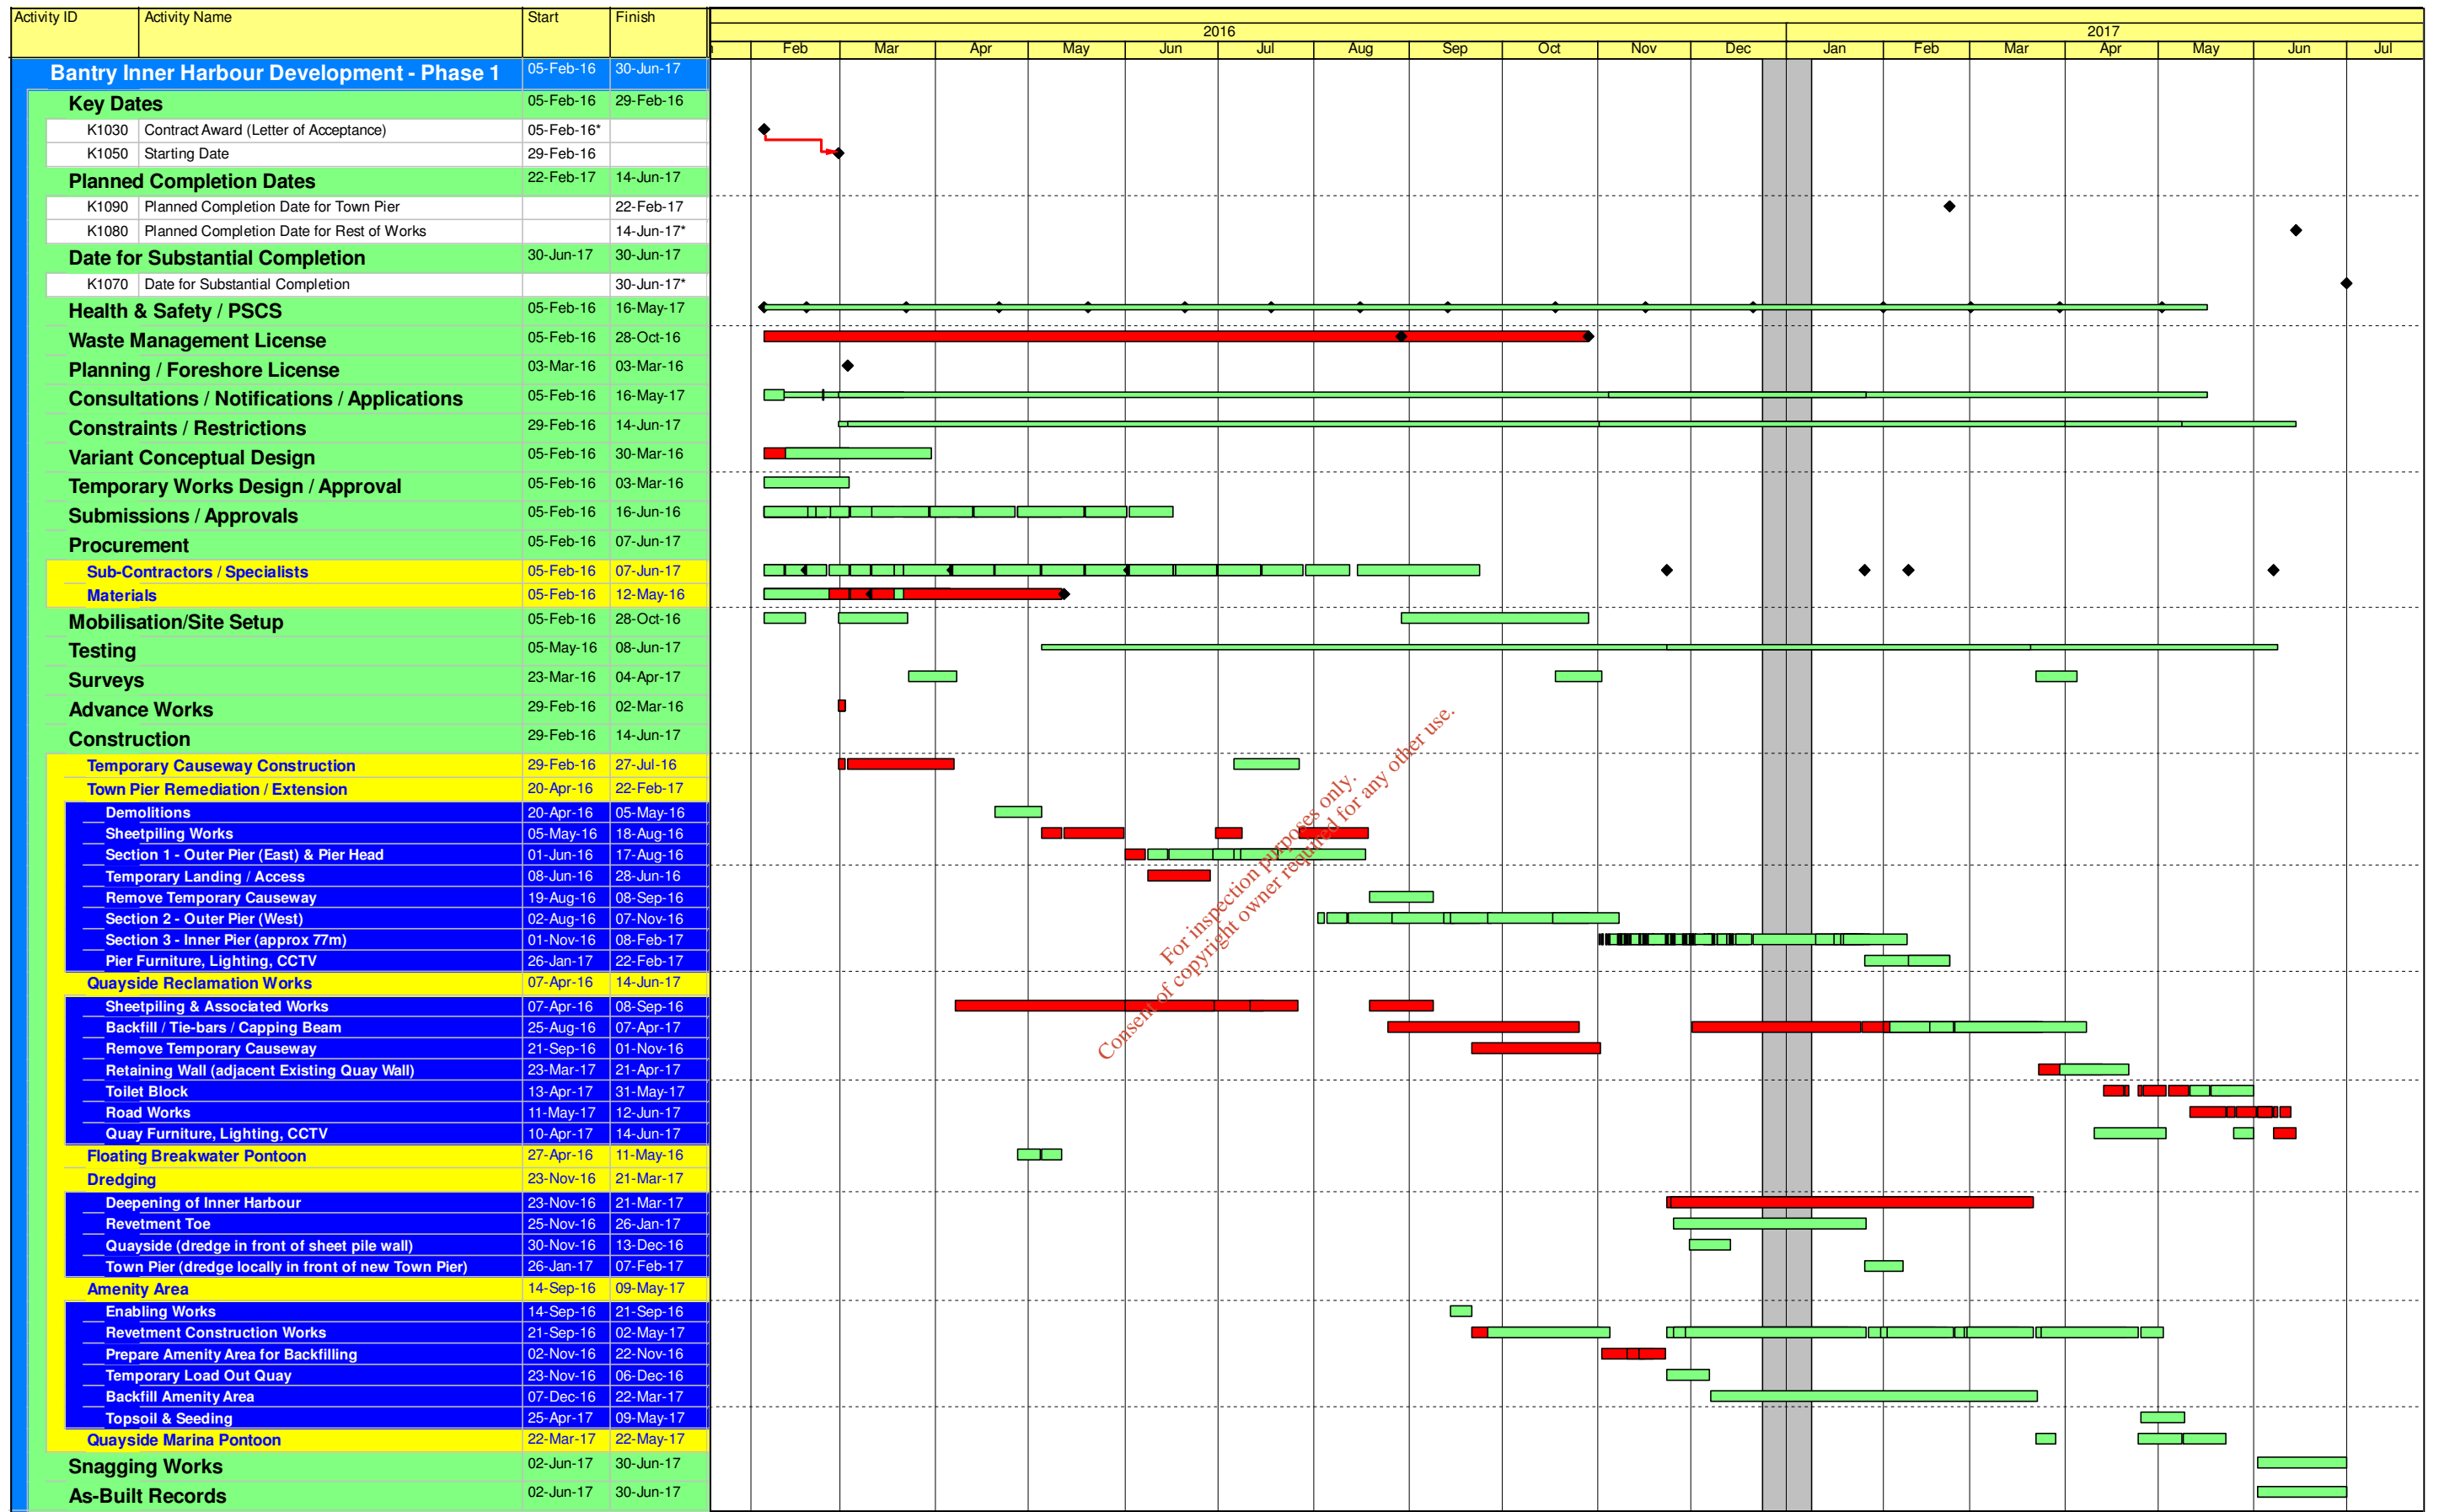 Activity ID Activity Name Start Finish
2016 2017
Feb Mar Apr May Jun Jul Aug Sep Oct Nov Dec Jan Feb Mar Apr May Jun Jul
Bantry Inner Harbour Development - Phase 1 05-Feb-16 30-Jun-17
Key Dates 05-Feb-16 29-Feb-16
K1030 Contract Award (Letter of Acceptance) 05-Feb-16*
K1050 Starting Date 29-Feb-16
Planned Completion Dates 22-Feb-17 14-Jun-17
K1090 Planned Completion Date for Town Pier 22-Feb-17
K1080 Planned Completion Date for Rest of Works 14-Jun-17*
Date for Substantial Completion 30-Jun-17 30-Jun-17
K1070 Date for Substantial Completion 30-Jun-17*
Health & Safety / PSCS 05-Feb-16 16-May-17
Waste Management License 05-Feb-16 28-Oct-16
Planning / Foreshore License 03-Mar-16 03-Mar-16
Consultations / Notifications / Applications 05-Feb-16 16-May-17
Constraints / Restrictions 29-Feb-16 14-Jun-17
Variant Conceptual Design 05-Feb-16 30-Mar-16
Temporary Works Design / Approval 05-Feb-16 03-Mar-16
Submissions / Approvals 05-Feb-16 16-Jun-16
Procurement 05-Feb-16 07-Jun-17
Sub-Contractors / Specialists 05-Feb-16 07-Jun-17
Materials 05-Feb-16 12-May-16
Mobilisation/Site Setup 05-Feb-16 28-Oct-16
Testing 05-May-16 08-Jun-17
Surveys 23-Mar-16 04-Apr-17
Advance Works 29-Feb-16 02-Mar-16
Construction 29-Feb-16 14-Jun-17
Temporary Causeway Construction 29-Feb-16 27-Jul-16
Town Pier Remediation / Extension 20-Apr-16 22-Feb-17
Demolitions 20-Apr-16 05-May-16
Sheetpiling Works 05-May-16 18-Aug-16
Section 1 - Outer Pier (East) & Pier Head 01-Jun-16 17-Aug-16
Temporary Landing / Access 08-Jun-16 28-Jun-16
Remove Temporary Causeway 19-Aug-16 08-Sep-16
Section 2 - Outer Pier (West) 02-Aug-16 07-Nov-16
Section 3 - Inner Pier (approx 77m) 01-Nov-16 08-Feb-17
Pier Furniture, Lighting, CCTV 26-Jan-17 22-Feb-17
Quayside Reclamation Works 07-Apr-16 14-Jun-17
Sheetpiling & Associated Works 07-Apr-16 08-Sep-16
Backfill / Tie-bars / Capping Beam 25-Aug-16 07-Apr-17
Remove Temporary Causeway 21-Sep-16 01-Nov-16
Retaining Wall (adjacent Existing Quay Wall) 23-Mar-17 21-Apr-17
Toilet Block 13-Apr-17 31-May-17
Road Works 11-May-17 12-Jun-17
Quay Furniture, Lighting, CCTV 10-Apr-17 14-Jun-17
Floating Breakwater Pontoon 27-Apr-16 11-May-16
Dredging 23-Nov-16 21-Mar-17
Deepening of Inner Harbour 23-Nov-16 21-Mar-17
Revetment Toe 25-Nov-16 26-Jan-17
Quayside (dredge in front of sheet pile wall) 30-Nov-16 13-Dec-16
Town Pier (dredge locally in front of new Town Pier) 26-Jan-17 07-Feb-17
Amenity Area 14-Sep-16 09-May-17
Enabling Works 14-Sep-16 21-Sep-16
Revetment Construction Works 21-Sep-16 02-May-17
Prepare Amenity Area for Backfilling 02-Nov-16 22-Nov-16
Temporary Load Out Quay 23-Nov-16 06-Dec-16
Backfill Amenity Area 07-Dec-16 22-Mar-17
Topsoil & Seeding 25-Apr-17 09-May-17
Quayside Marina Pontoon 22-Mar-17 22-May-17
Snagging Works 02-Jun-17 30-Jun-17
As-Built Records 02-Jun-17 30-Jun-17
For inspection purposes only.
Consent of copyright owner required for any other use.